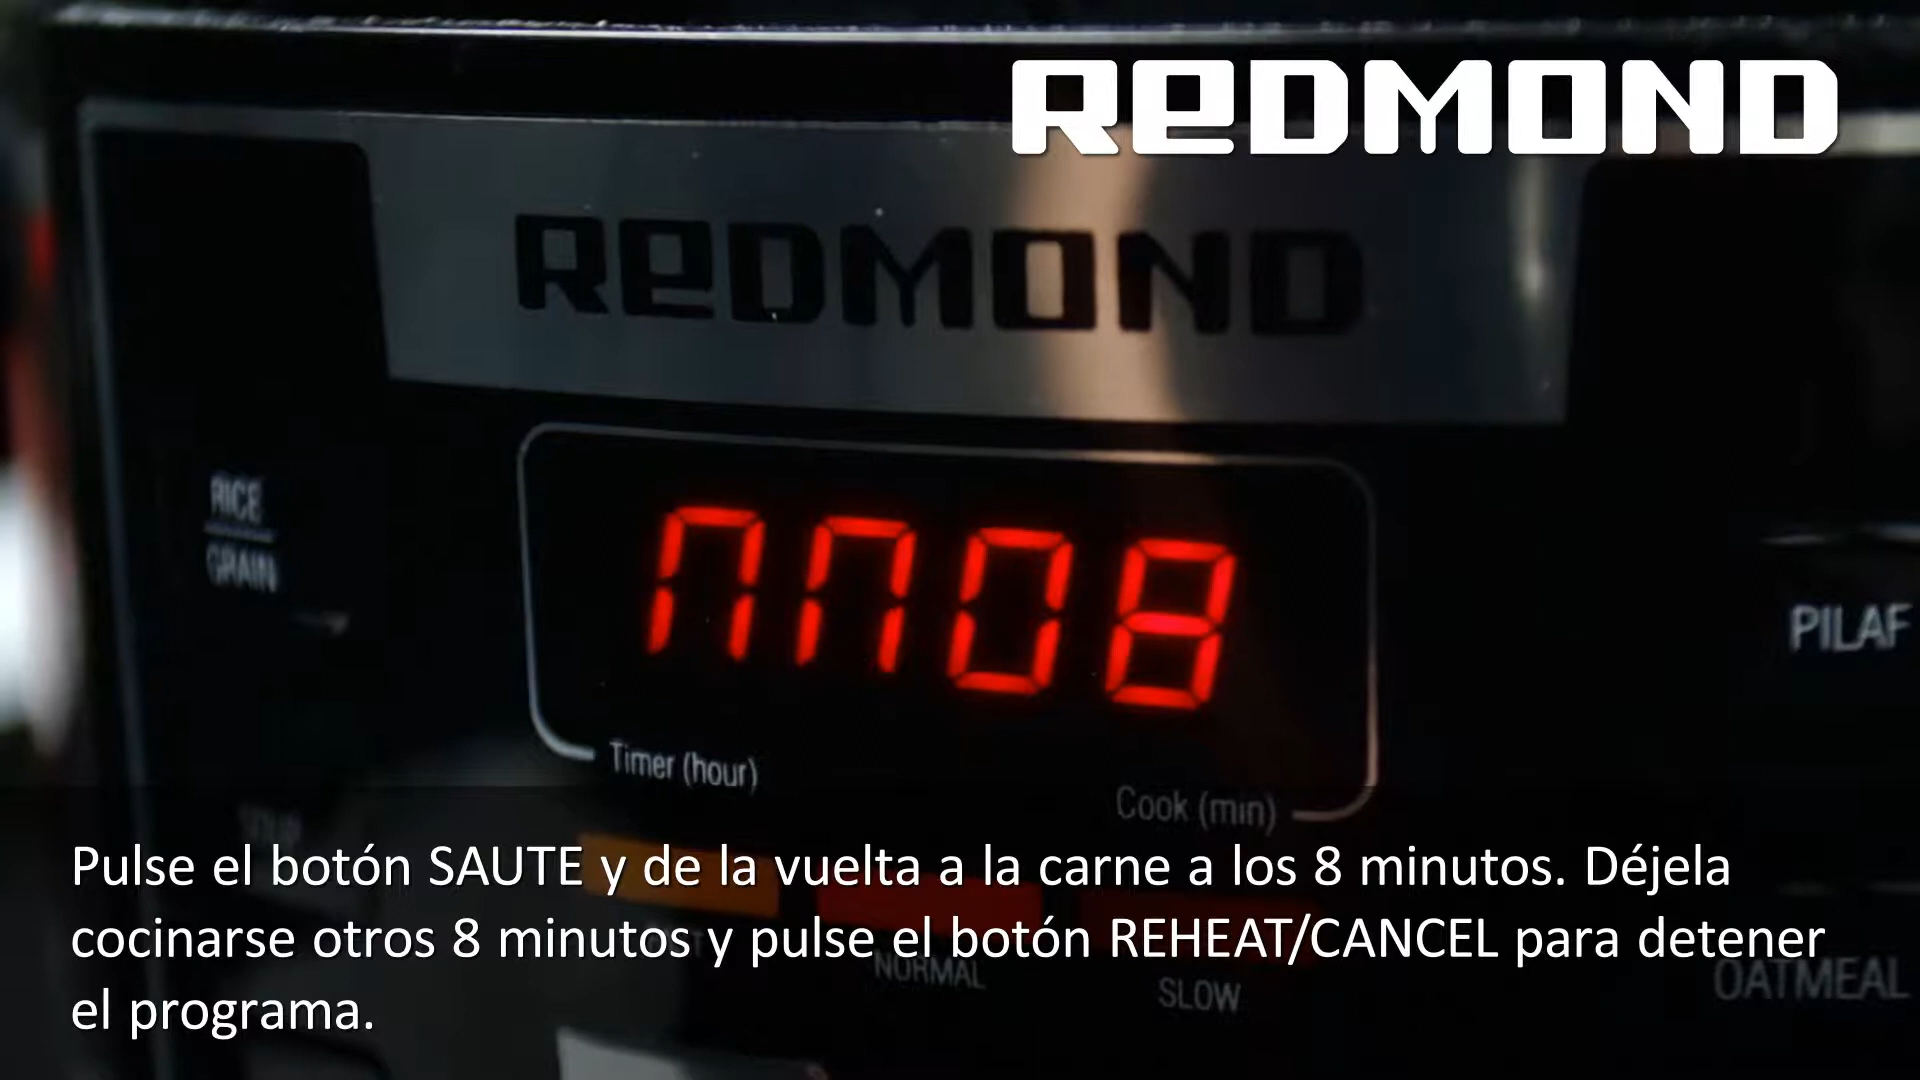 REDMOND
REDMOND
RICE
GRAIN
PILAF
08
Timer (hour)
Cook (min)
Pulse el botón SAUTE y de la vuelta a la carne a los 8 minutos. Déjela
cocinarse otros 8 minutos y pulse el botón REHEAT/CANCEL para detener
el programa.
NORMAL
SLOW
OATMEAL